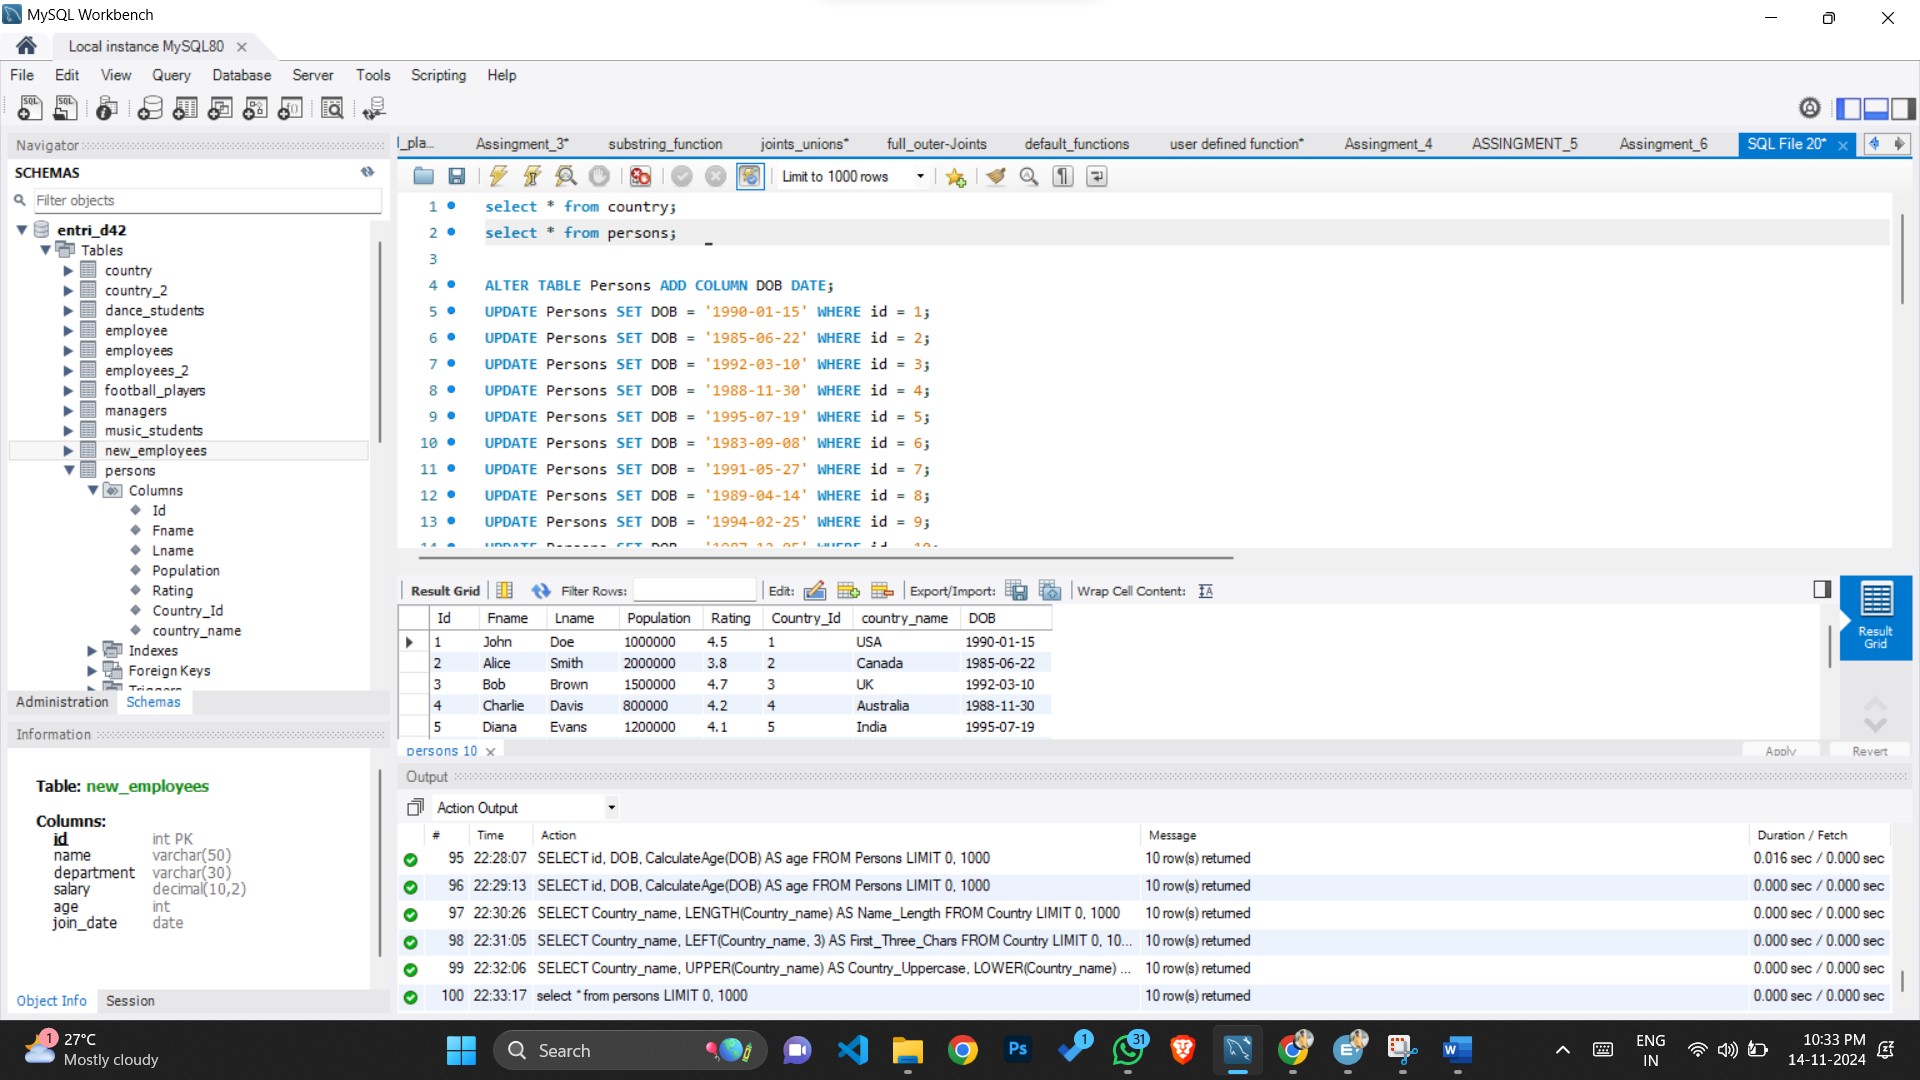 MySQL Workbench
Local instance MySQL80
File Edit View Query Database Server Tools Scripting Help
Navigator
SCHEMAS
Filter objects
entri_d42
Tables
country
country_2
dance_students
employee
employees
employees_2
football_players
managers
music_students
new_employees
persons
Columns
Id
Fname
Lname
Population
Rating
Country_Id
country_name
Indexes
Foreign Keys
Triggers
Administration Schemas
Information
Table: new_employees
Columns:
id int PK
name varchar(50)
department varchar(30)
salary decimal(10,2)
age int
join_date date
Object Info Session
l_pla... Assingment_3* substring_function joints_unions* full_outer-Joints default_functions user defined function* Assingment_4 ASSINGMENT_5 Assingment_6 SQL File 20*
Limit to 1000 rows
1 select * from country;
2 select * from persons;
3
4 ALTER TABLE Persons ADD COLUMN DOB DATE;
5 UPDATE Persons SET DOB = '1990-01-15' WHERE id = 1;
6 UPDATE Persons SET DOB = '1985-06-22' WHERE id = 2;
7 UPDATE Persons SET DOB = '1992-03-10' WHERE id = 3;
8 UPDATE Persons SET DOB = '1988-11-30' WHERE id = 4;
9 UPDATE Persons SET DOB = '1995-07-19' WHERE id = 5;
10 UPDATE Persons SET DOB = '1983-09-08' WHERE id = 6;
11 UPDATE Persons SET DOB = '1991-05-27' WHERE id = 7;
12 UPDATE Persons SET DOB = '1989-04-14' WHERE id = 8;
13 UPDATE Persons SET DOB = '1994-02-25' WHERE id = 9;
14 UPDATE Persons SET DOB = '1987-12-05' WHERE id = 10;
Result Grid Filter Rows: Edit: Export/Import: Wrap Cell Content:
Id Fname Lname Population Rating Country_Id country_name DOB
1 John Doe 1000000 4.5 1 USA 1990-01-15
2 Alice Smith 2000000 3.8 2 Canada 1985-06-22
3 Bob Brown 1500000 4.7 3 UK 1992-03-10
4 Charlie Davis 800000 4.2 4 Australia 1988-11-30
5 Diana Evans 1200000 4.1 5 India 1995-07-19
Result Grid
persons 10 Apply Revert
Output
Action Output
# Time Action Message Duration / Fetch
95 22:28:07 SELECT id, DOB, CalculateAge(DOB) AS age FROM Persons LIMIT 0, 1000 10 row(s) returned 0.016 sec / 0.000 sec
96 22:29:13 SELECT id, DOB, CalculateAge(DOB) AS age FROM Persons LIMIT 0, 1000 10 row(s) returned 0.000 sec / 0.000 sec
97 22:30:26 SELECT Country_name, LENGTH(Country_name) AS Name_Length FROM Country LIMIT 0, 1000 10 row(s) returned 0.000 sec / 0.000 sec
98 22:31:05 SELECT Country_name, LEFT(Country_name, 3) AS First_Three_Chars FROM Country LIMIT 0, 10... 10 row(s) returned 0.000 sec / 0.000 sec
99 22:32:06 SELECT Country_name, UPPER(Country_name) AS Country_Uppercase, LOWER(Country_name) ... 10 row(s) returned 0.000 sec / 0.000 sec
100 22:33:17 select * from persons LIMIT 0, 1000 10 row(s) returned 0.000 sec / 0.000 sec
1 27°C
Mostly cloudy
Search
Ps
1
31
ENG
IN
10:33 PM
14-11-2024